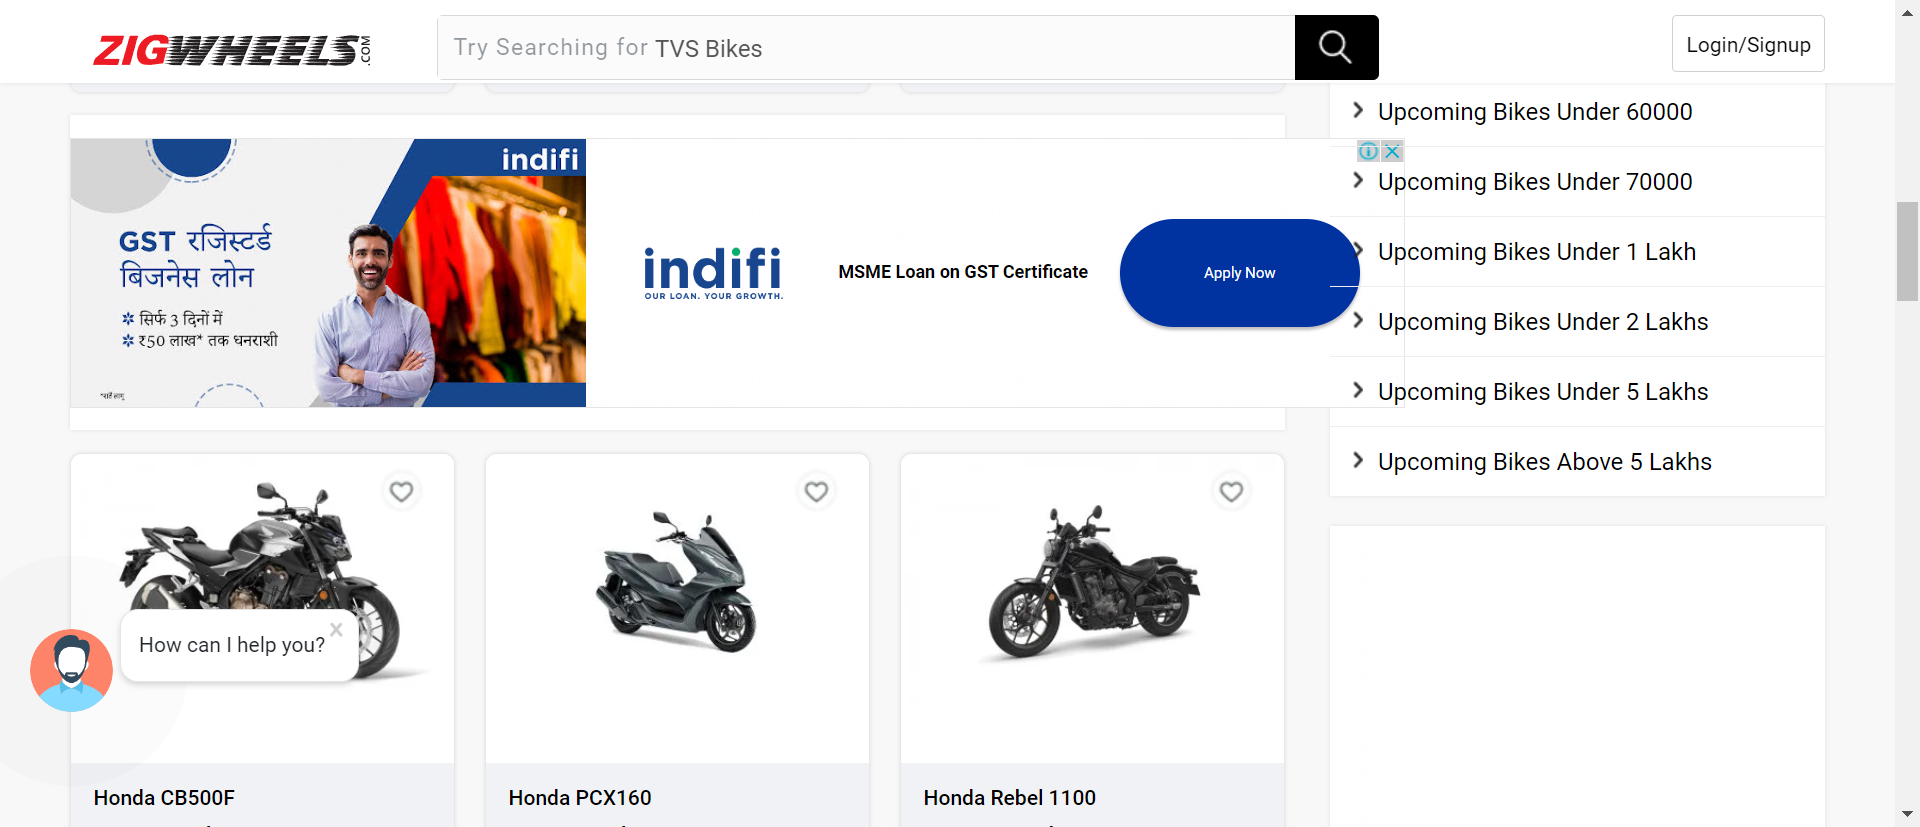 ZIGWHEELS.COM
Try Searching for TVS Bikes
Login/Signup
Upcoming Bikes Under 60000
Upcoming Bikes Under 70000
Upcoming Bikes Under 1 Lakh
Upcoming Bikes Under 2 Lakhs
Upcoming Bikes Under 5 Lakhs
Upcoming Bikes Above 5 Lakhs
indifi
GST रजिस्टर्ड
बिजनेस लोन
सिर्फ 3 दिनों में
₹50 लाख* तक धनराशी
*शर्तें लागू
indifi
OUR LOAN. YOUR GROWTH.
MSME Loan on GST Certificate
Apply Now
How can I help you?
Honda CB500F
Honda PCX160
Honda Rebel 1100